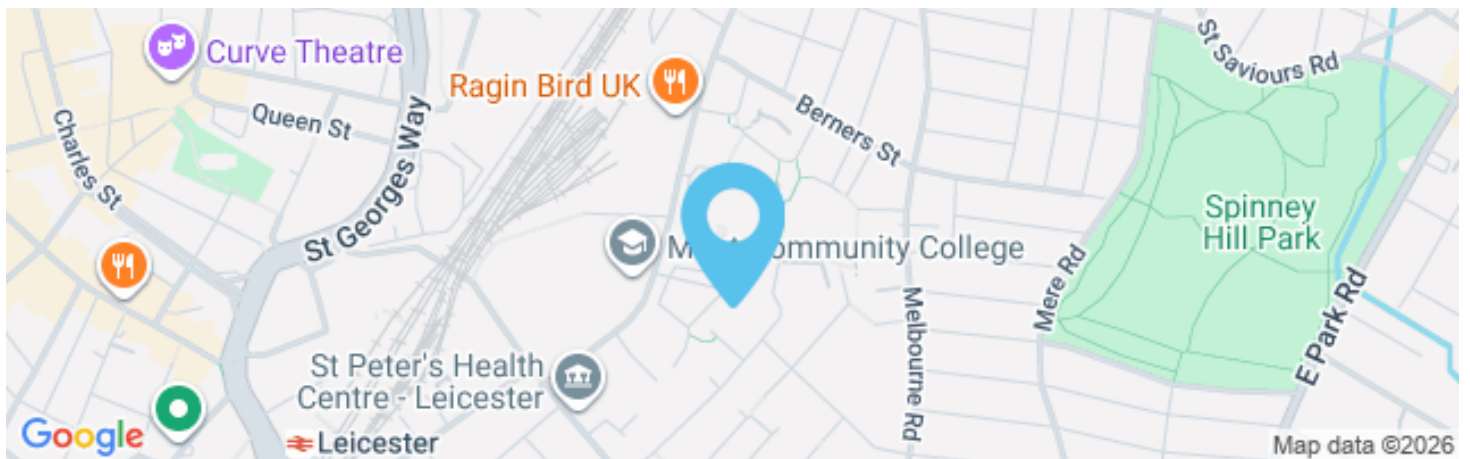 Curve Theatre
Ragin Bird UK
St Saviours Rd
Charles St
Queen St
St Georges Way
Berners St
Spinney
Hill Park
Community College
Mere Rd
Melbourne Rd
E Park Rd
St Peter's Health
Centre - Leicester
Leicester
Google
Map data ©2026